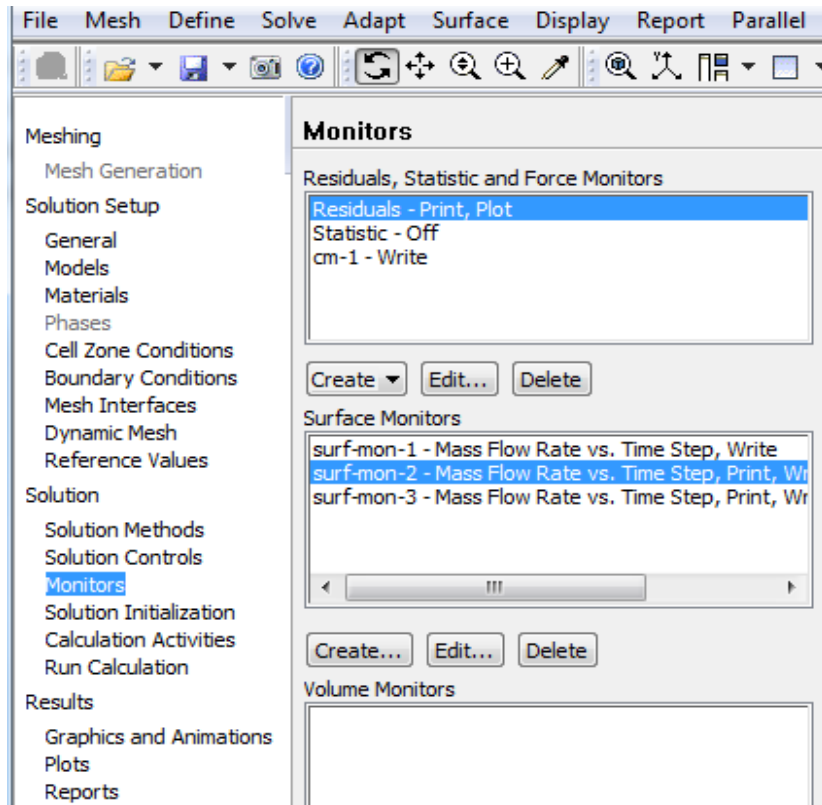 File Mesh Define Solve Adapt Surface Display Report Parallel
Meshing
Mesh Generation
Solution Setup
General
Models
Materials
Phases
Cell Zone Conditions
Boundary Conditions
Mesh Interfaces
Dynamic Mesh
Reference Values
Solution
Solution Methods
Solution Controls
Monitors
Solution Initialization
Calculation Activities
Run Calculation
Results
Graphics and Animations
Plots
Reports
Monitors
Residuals, Statistic and Force Monitors
Residuals - Print, Plot
Statistic - Off
cm-1 - Write
Create Edit... Delete
Surface Monitors
surf-mon-1 - Mass Flow Rate vs. Time Step, Write
surf-mon-2 - Mass Flow Rate vs. Time Step, Print, Wr
surf-mon-3 - Mass Flow Rate vs. Time Step, Print, Wr
Create... Edit... Delete
Volume Monitors